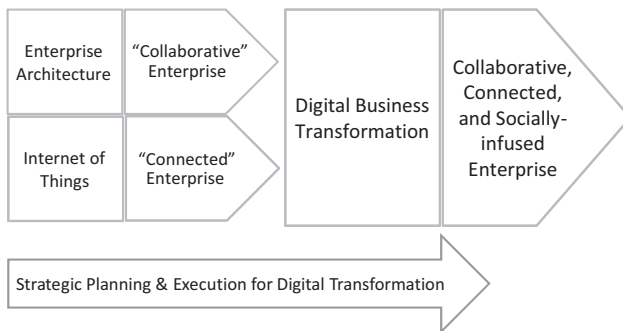 Enterprise
Architecture
“Collaborative”
Enterprise
Internet of
Things
“Connected”
Enterprise
Digital Business
Transformation
Collaborative,
Connected,
and Socially-
infused
Enterprise
Strategic Planning & Execution for Digital Transformation